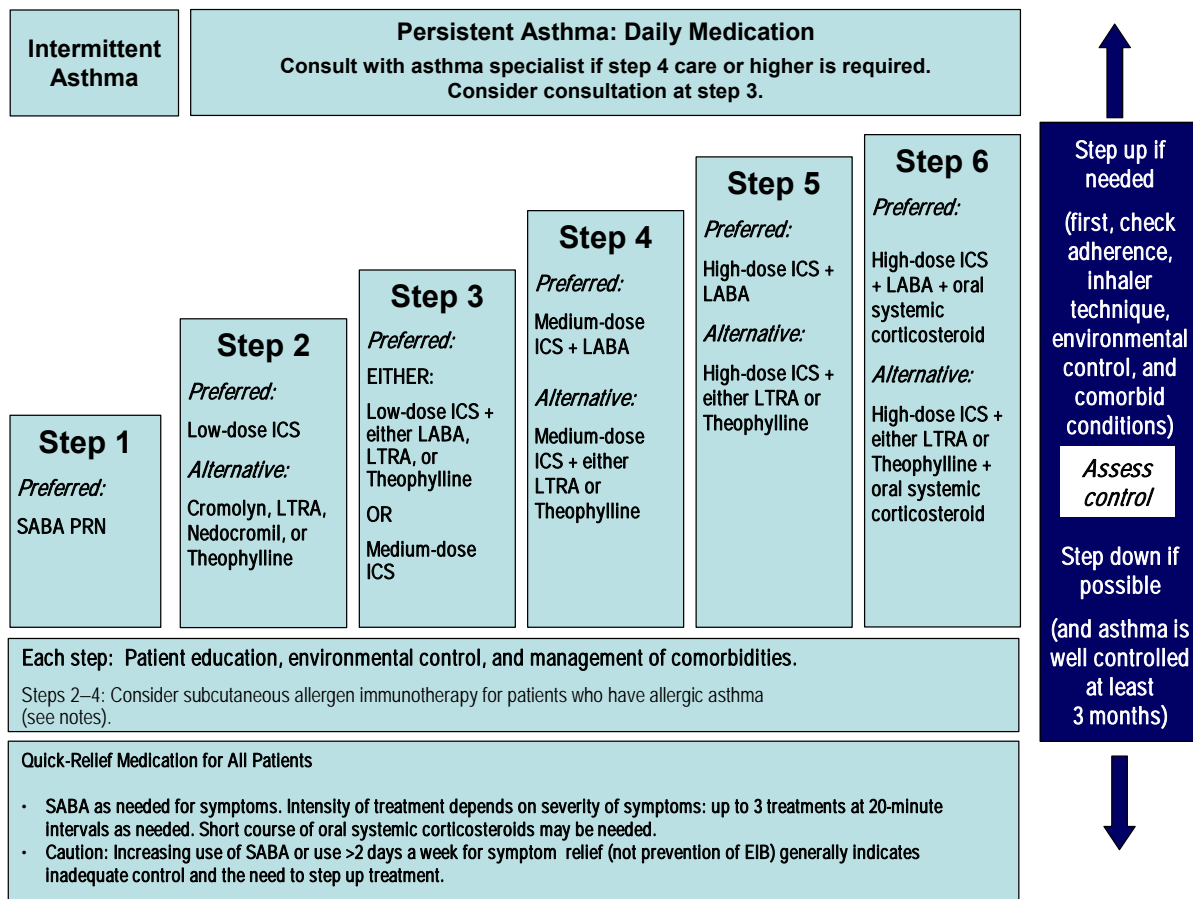 Intermittent
Asthma
Persistent Asthma: Daily Medication
Consult with asthma specialist if step 4 care or higher is required.
Consider consultation at step 3.
Step 1
Preferred:
SABA PRN
Step 2
Preferred:
Low-dose ICS
Alternative:
Cromolyn, LTRA,
Nedocromil, or
Theophylline
Step 3
Preferred:
EITHER:
Low-dose ICS +
either LABA,
LTRA, or
Theophylline
OR
Medium-dose
ICS
Step 4
Preferred:
Medium-dose
ICS + LABA
Alternative:
Medium-dose
ICS + either
LTRA or
Theophylline
Step 5
Preferred:
High-dose ICS +
LABA
Alternative:
High-dose ICS +
either LTRA or
Theophylline
Step 6
Preferred:
High-dose ICS
+ LABA + oral
systemic
corticosteroid
Alternative:
High-dose ICS +
either LTRA or
Theophylline +
oral systemic
corticosteroid
Step up if
needed
(first, check
adherence,
inhaler
technique,
environmental
control, and
comorbid
conditions)
Assess
control
Step down if
possible
(and asthma is
well controlled
at least
3 months)
Each step: Patient education, environmental control, and management of comorbidities.
Steps 2–4: Consider subcutaneous allergen immunotherapy for patients who have allergic asthma
(see notes).
Quick-Relief Medication for All Patients
• SABA as needed for symptoms. Intensity of treatment depends on severity of symptoms: up to 3 treatments at 20-minute
intervals as needed. Short course of oral systemic corticosteroids may be needed.
• Caution: Increasing use of SABA or use >2 days a week for symptom relief (not prevention of EIB) generally indicates
inadequate control and the need to step up treatment.